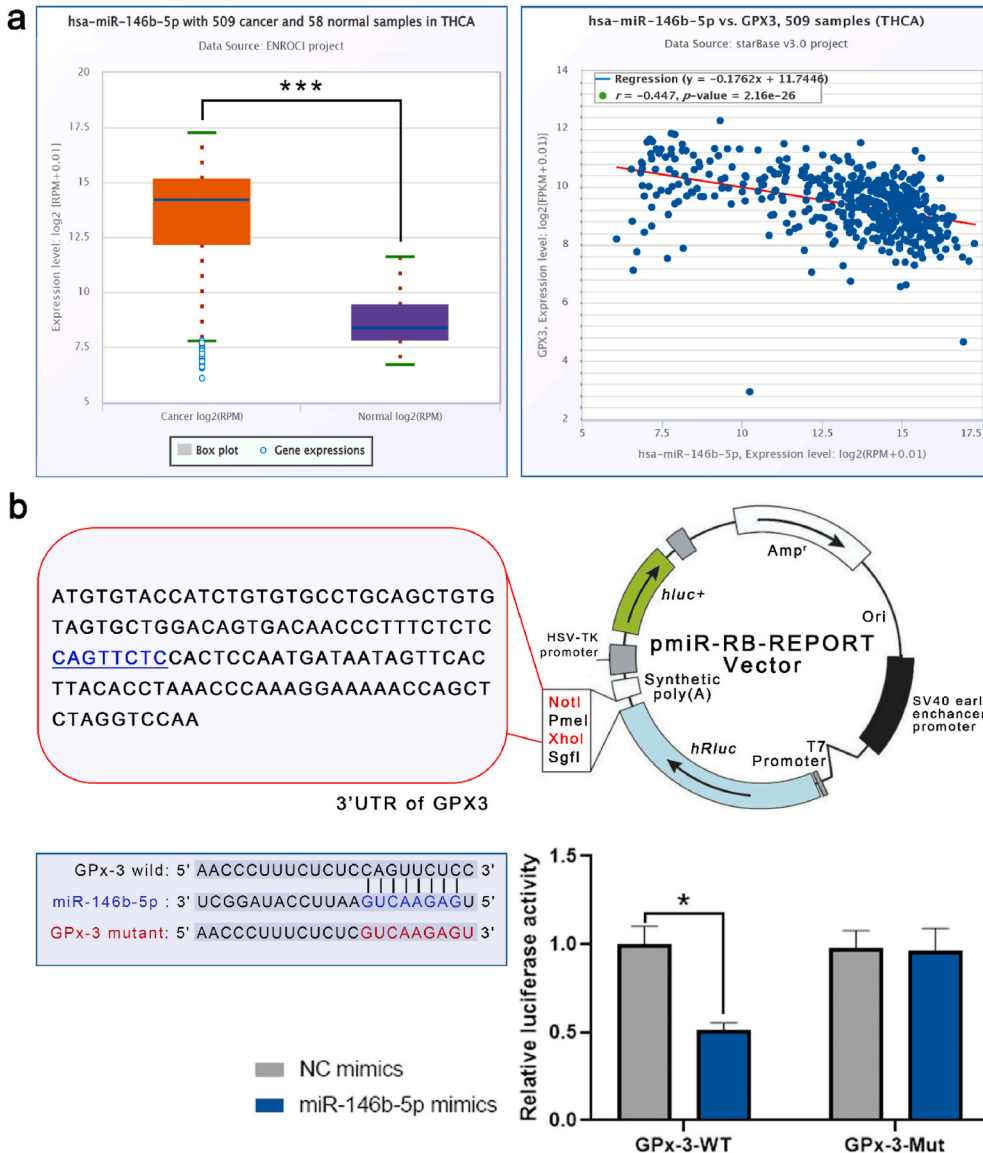 a
hsa-miR-146b-5p with 509 cancer and 58 normal samples in THCA
Data Source: ENROCI project
Expression level: log2 [RPM+0.01]
20
17.5
15
12.5
10
7.5
5
***
Cancer log2(RPM)
Normal log2(RPM)
Box plot
Gene expressions
hsa-miR-146b-5p vs. GPX3, 509 samples (THCA)
Data Source: starBase v3.0 project
Regression (y = -0.1762x + 11.7446)
r = -0.447, p-value = 2.16e-26
GPX3, Expression level: log2[FPKM+0.01)]
14
12
10
8
6
4
2
5
7.5
10
12.5
15
17.5
hsa-miR-146b-5p, Expression level: log2(RPM+0.01)
b
ATGTGTACCATCTGTGTGCCTGCAGCTGTG
TAGTGCTGGACAGTGACAACCCTTTCTCTC
CAGTTCTCCACTCCAATGATAATAGTTCAC
TTACACCTAAACCCAAAGGAAAAACCAGCT
CTAGGTCCAA
3'UTR of GPX3
NotI
PmeI
XhoI
SgfI
HSV-TK
promoter
Synthetic
poly(A)
hluc+
Ampʳ
Ori
pmiR-RB-REPORT
Vector
SV40 early
enchancer
promoter
T7
Promoter
hRluc
GPx-3 wild: 5' AACCCUUUCUCUCCAGUUCUCC 3'
miR-146b-5p : 3' UCGGAUACCUUAAGUCAAGAGU 5'
GPx-3 mutant: 5' AACCCUUUCUCUCGUCAAGAGU 3'
NC mimics
miR-146b-5p mimics
Relative luciferase activity
1.5
1.0
0.5
0.0
*
GPx-3-WT
GPx-3-Mut